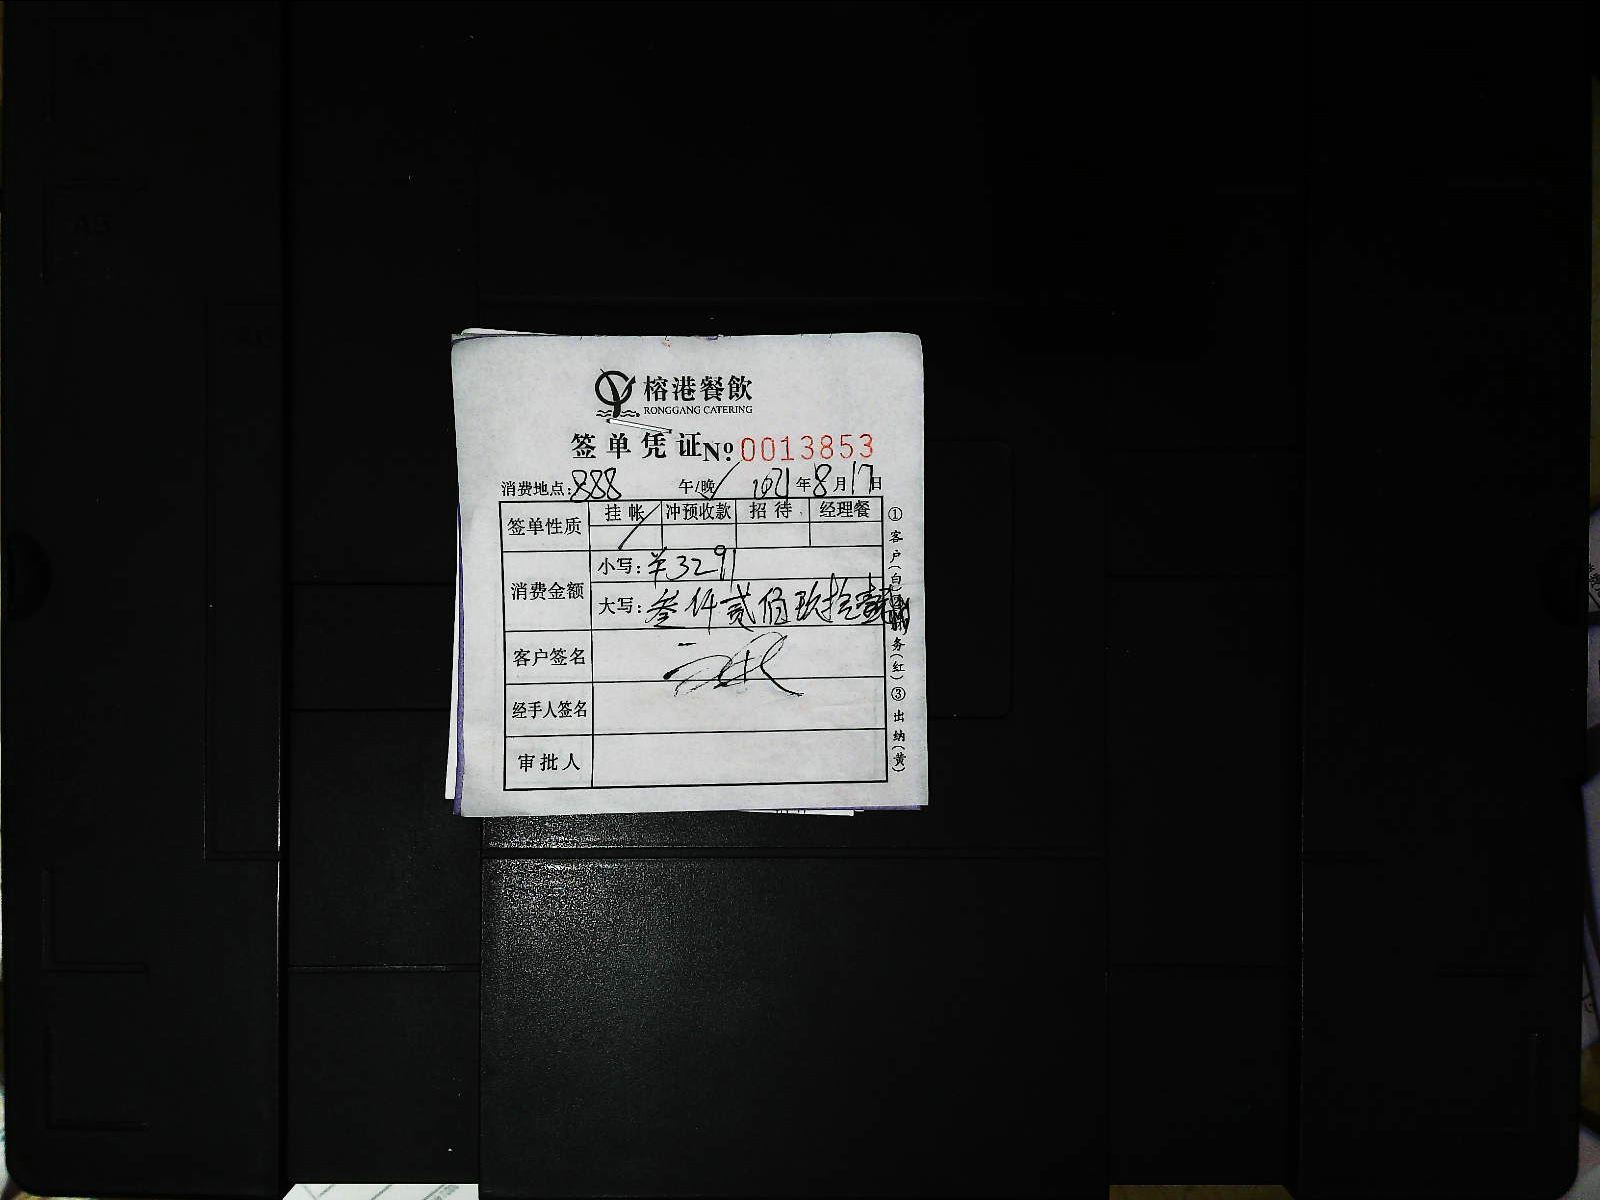 榕港餐飲
RONGGANG CATERING
签单凭证 Nº 0013853
消费地点: 888 午/晚 2021年8月17日
签单性质 挂帐 冲预收款 招待 经理餐
消费金额 小写: ¥3291
大写: 叁仟贰佰玖拾壹
客户签名
经手人签名
审批人
①客户(白)②财务(红)③出纳(黄)